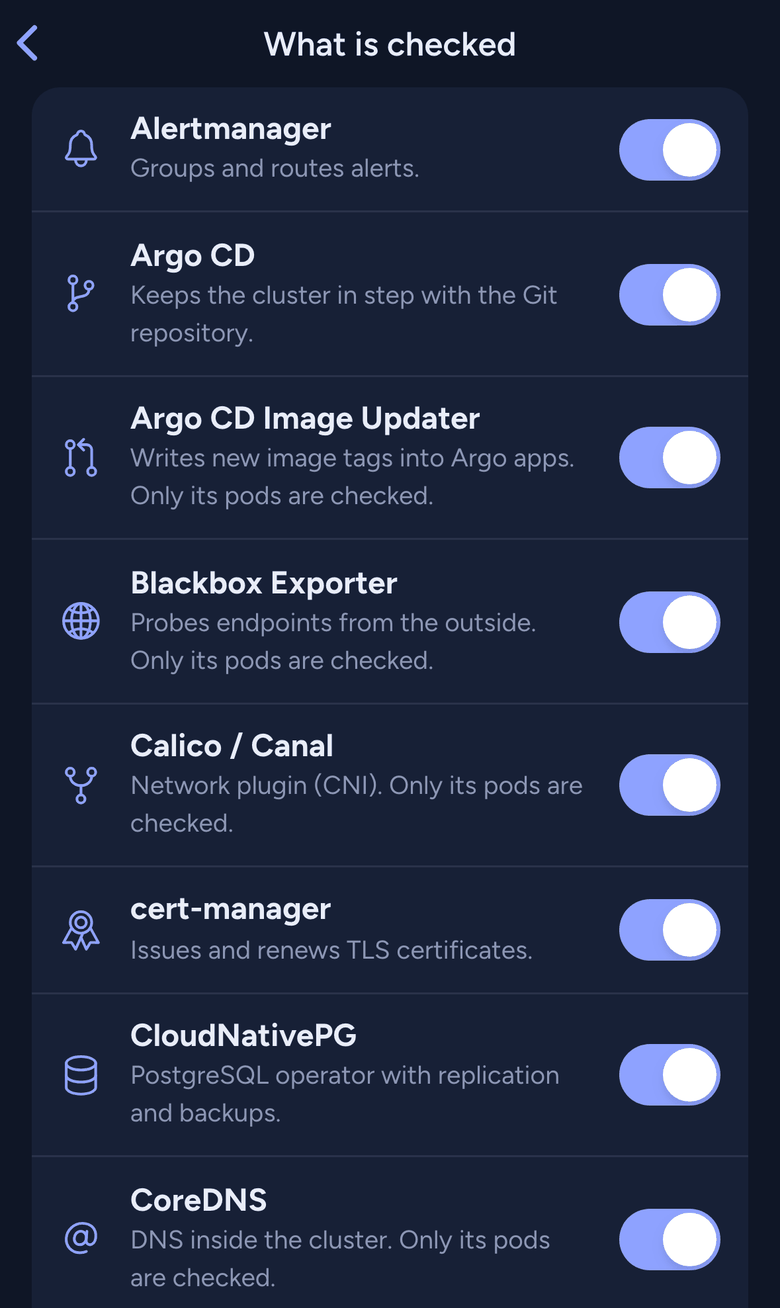 What is checked
Alertmanager
Groups and routes alerts.
Argo CD
Keeps the cluster in step with the Git
repository.
Argo CD Image Updater
Writes new image tags into Argo apps.
Only its pods are checked.
Blackbox Exporter
Probes endpoints from the outside.
Only its pods are checked.
Calico / Canal
Network plugin (CNI). Only its pods are
checked.
cert-manager
Issues and renews TLS certificates.
CloudNativePG
PostgreSQL operator with replication
and backups.
CoreDNS
DNS inside the cluster. Only its pods
are checked.